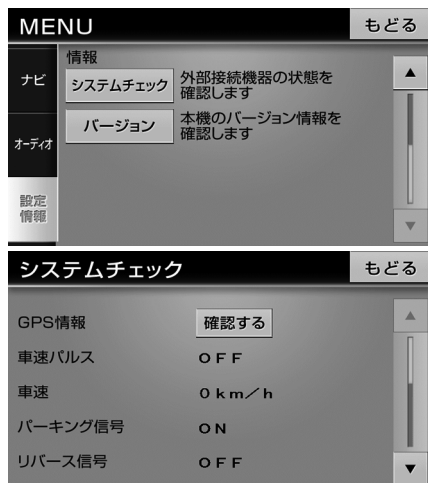 MENU もどる
情報
ナビ
システムチェック 外部接続機器の状態を
確認します
バージョン 本機のバージョン情報を
確認します
オーディオ
設定
情報
システムチェック もどる
GPS情報 確認する
車速パルス OFF
車速 0km/h
パーキング信号 ON
リバース信号 OFF